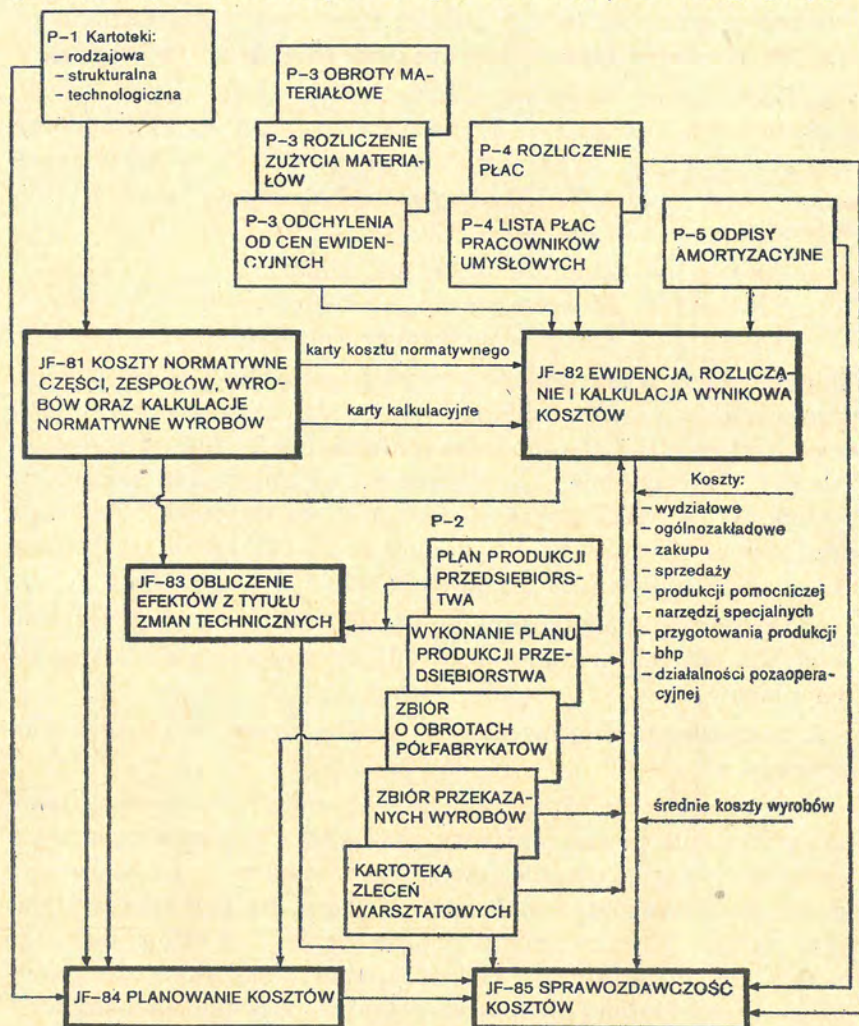 P–1 Kartoteki:
– rodzajowa
– strukturalna
– technologiczna
P–3 OBROTY MA-
TERIAŁOWE
P–3 ROZLICZENIE
ZUŻYCIA MATERIA-
ŁÓW
P–3 ODCHYLENIA
OD CEN EWIDEN-
CYJNYCH
P–4 ROZLICZENIE
PŁAC
P–4 LISTA PŁAC
PRACOWNIKÓW
UMYSŁOWYCH
P–5 ODPISY
AMORTYZACYJNE
JF–81 KOSZTY NORMATYWNE
CZĘŚCI, ZESPOŁÓW, WYRO-
BÓW ORAZ KALKULACJE
NORMATYWNE WYROBÓW
karty kosztu normatywnego
karty kalkulacyjne
JF–82 EWIDENCJA, ROZLICZA-
NIE I KALKULACJA WYNIKOWA
KOSZTÓW
Koszty:
– wydziałowe
– ogólnozakładowe
– zakupu
– sprzedaży
– produkcji pomocniczej
– narzędzi specjalnych
– przygotowania produkcji
– bhp
– działalności pozaopera-
cyjnej
P–2
PLAN PRODUKCJI
PRZEDSIĘBIORS-
TWA
JF–83 OBLICZENIE
EFEKTÓW Z TYTUŁU
ZMIAN TECHNICZNYCH
WYKONANIE PLANU
PRODUKCJI PRZE-
DSIĘBIORSTWA
ZBIÓR
O OBROTACH
PÓŁFABRYKATOW
ZBIÓR PRZEKAZA-
NYCH WYROBÓW
średnie koszty wyrobów
KARTOTEKA
ZLECEŃ
WARSZTATOWYCH
JF–84 PLANOWANIE KOSZTÓW
JF–85 SPRAWOZDAWCZOŚĆ
KOSZTÓW